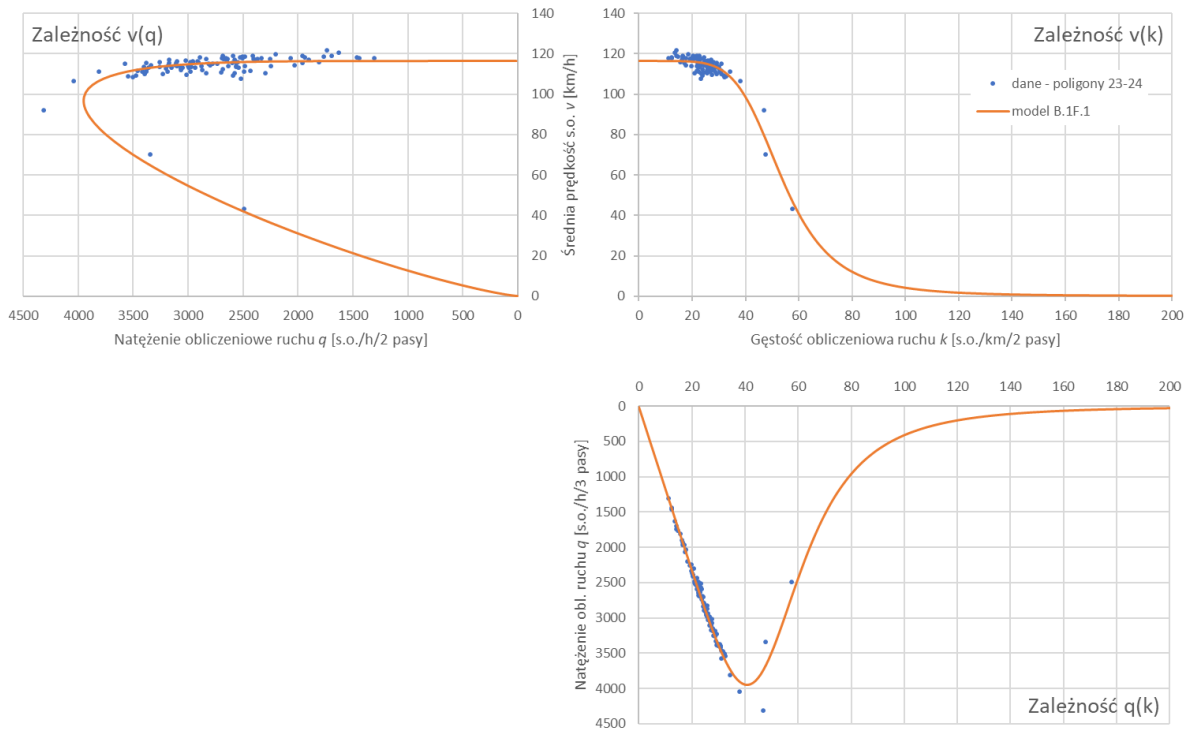 Zależność v(q)
140
120
100
80
60
40
20
0
Średnia prędkość s.o. v [km/h]
4500 4000 3500 3000 2500 2000 1500 1000 500 0
Natężenie obliczeniowe ruchu q [s.o./h/2 pasy]
Zależność v(k)
140
120
100
80
60
40
20
0
dane - poligony 23-24
model B.1F.1
0 20 40 60 80 100 120 140 160 180 200
Gęstość obliczeniowa ruchu k [s.o./km/2 pasy]
0 20 40 60 80 100 120 140 160 180 200
0
500
1000
1500
2000
2500
3000
3500
4000
4500
Natężenie obl. ruchu q [s.o./h/3 pasy]
Zależność q(k)